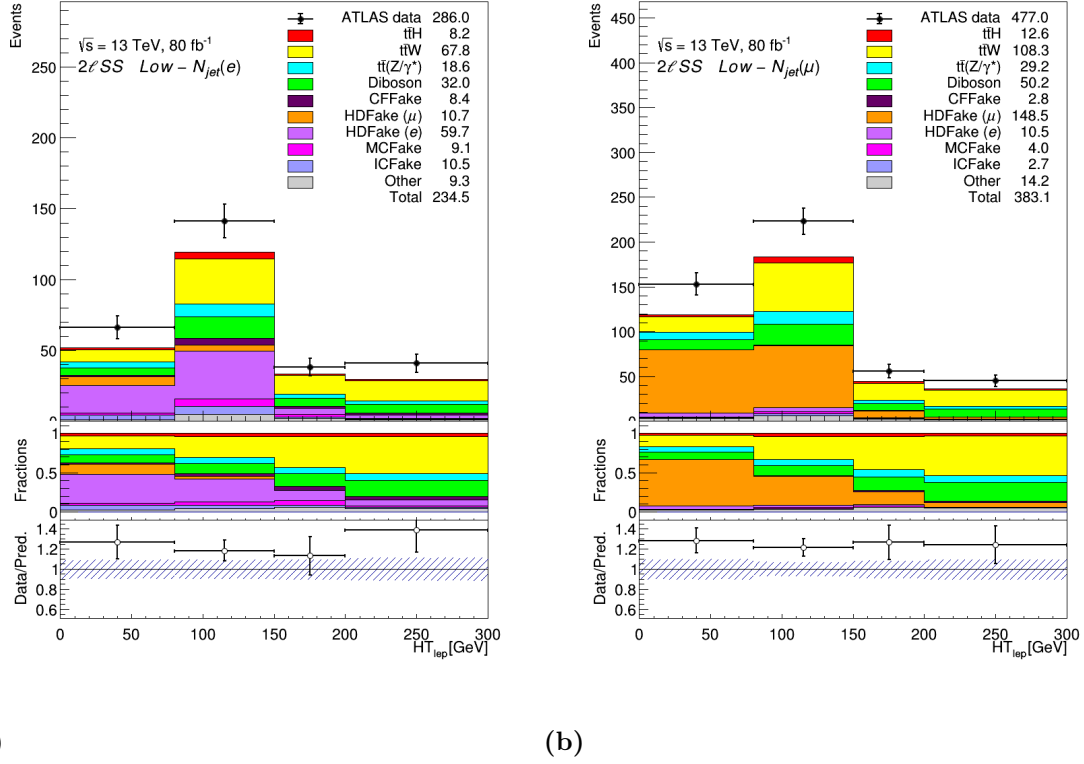 Events
ATLAS data 286.0
√s = 13 TeV, 80 fb⁻¹
2ℓ SS Low − N_jet(e)
tt̄H 8.2
tt̄W 67.8
tt̄(Z/γ*) 18.6
Diboson 32.0
CFFake 8.4
HDFake (μ) 10.7
HDFake (e) 59.7
MCFake 9.1
ICFake 10.5
Other 9.3
Total 234.5
250
200
150
100
50
0
Fractions
1
0.5
0
Data/Pred.
1.4
1.2
1
0.8
0.6
0 50 100 150 200 250 300
HT_lep[GeV]
Events
ATLAS data 477.0
√s = 13 TeV, 80 fb⁻¹
2ℓ SS Low − N_jet(μ)
tt̄H 12.6
tt̄W 108.3
tt̄(Z/γ*) 29.2
Diboson 50.2
CFFake 2.8
HDFake (μ) 148.5
HDFake (e) 10.5
MCFake 4.0
ICFake 2.7
Other 14.2
Total 383.1
450
400
350
300
250
200
150
100
50
0
Fractions
1
0.5
0
Data/Pred.
1.4
1.2
1
0.8
0.6
0 50 100 150 200 250 300
HT_lep[GeV]
)
(b)